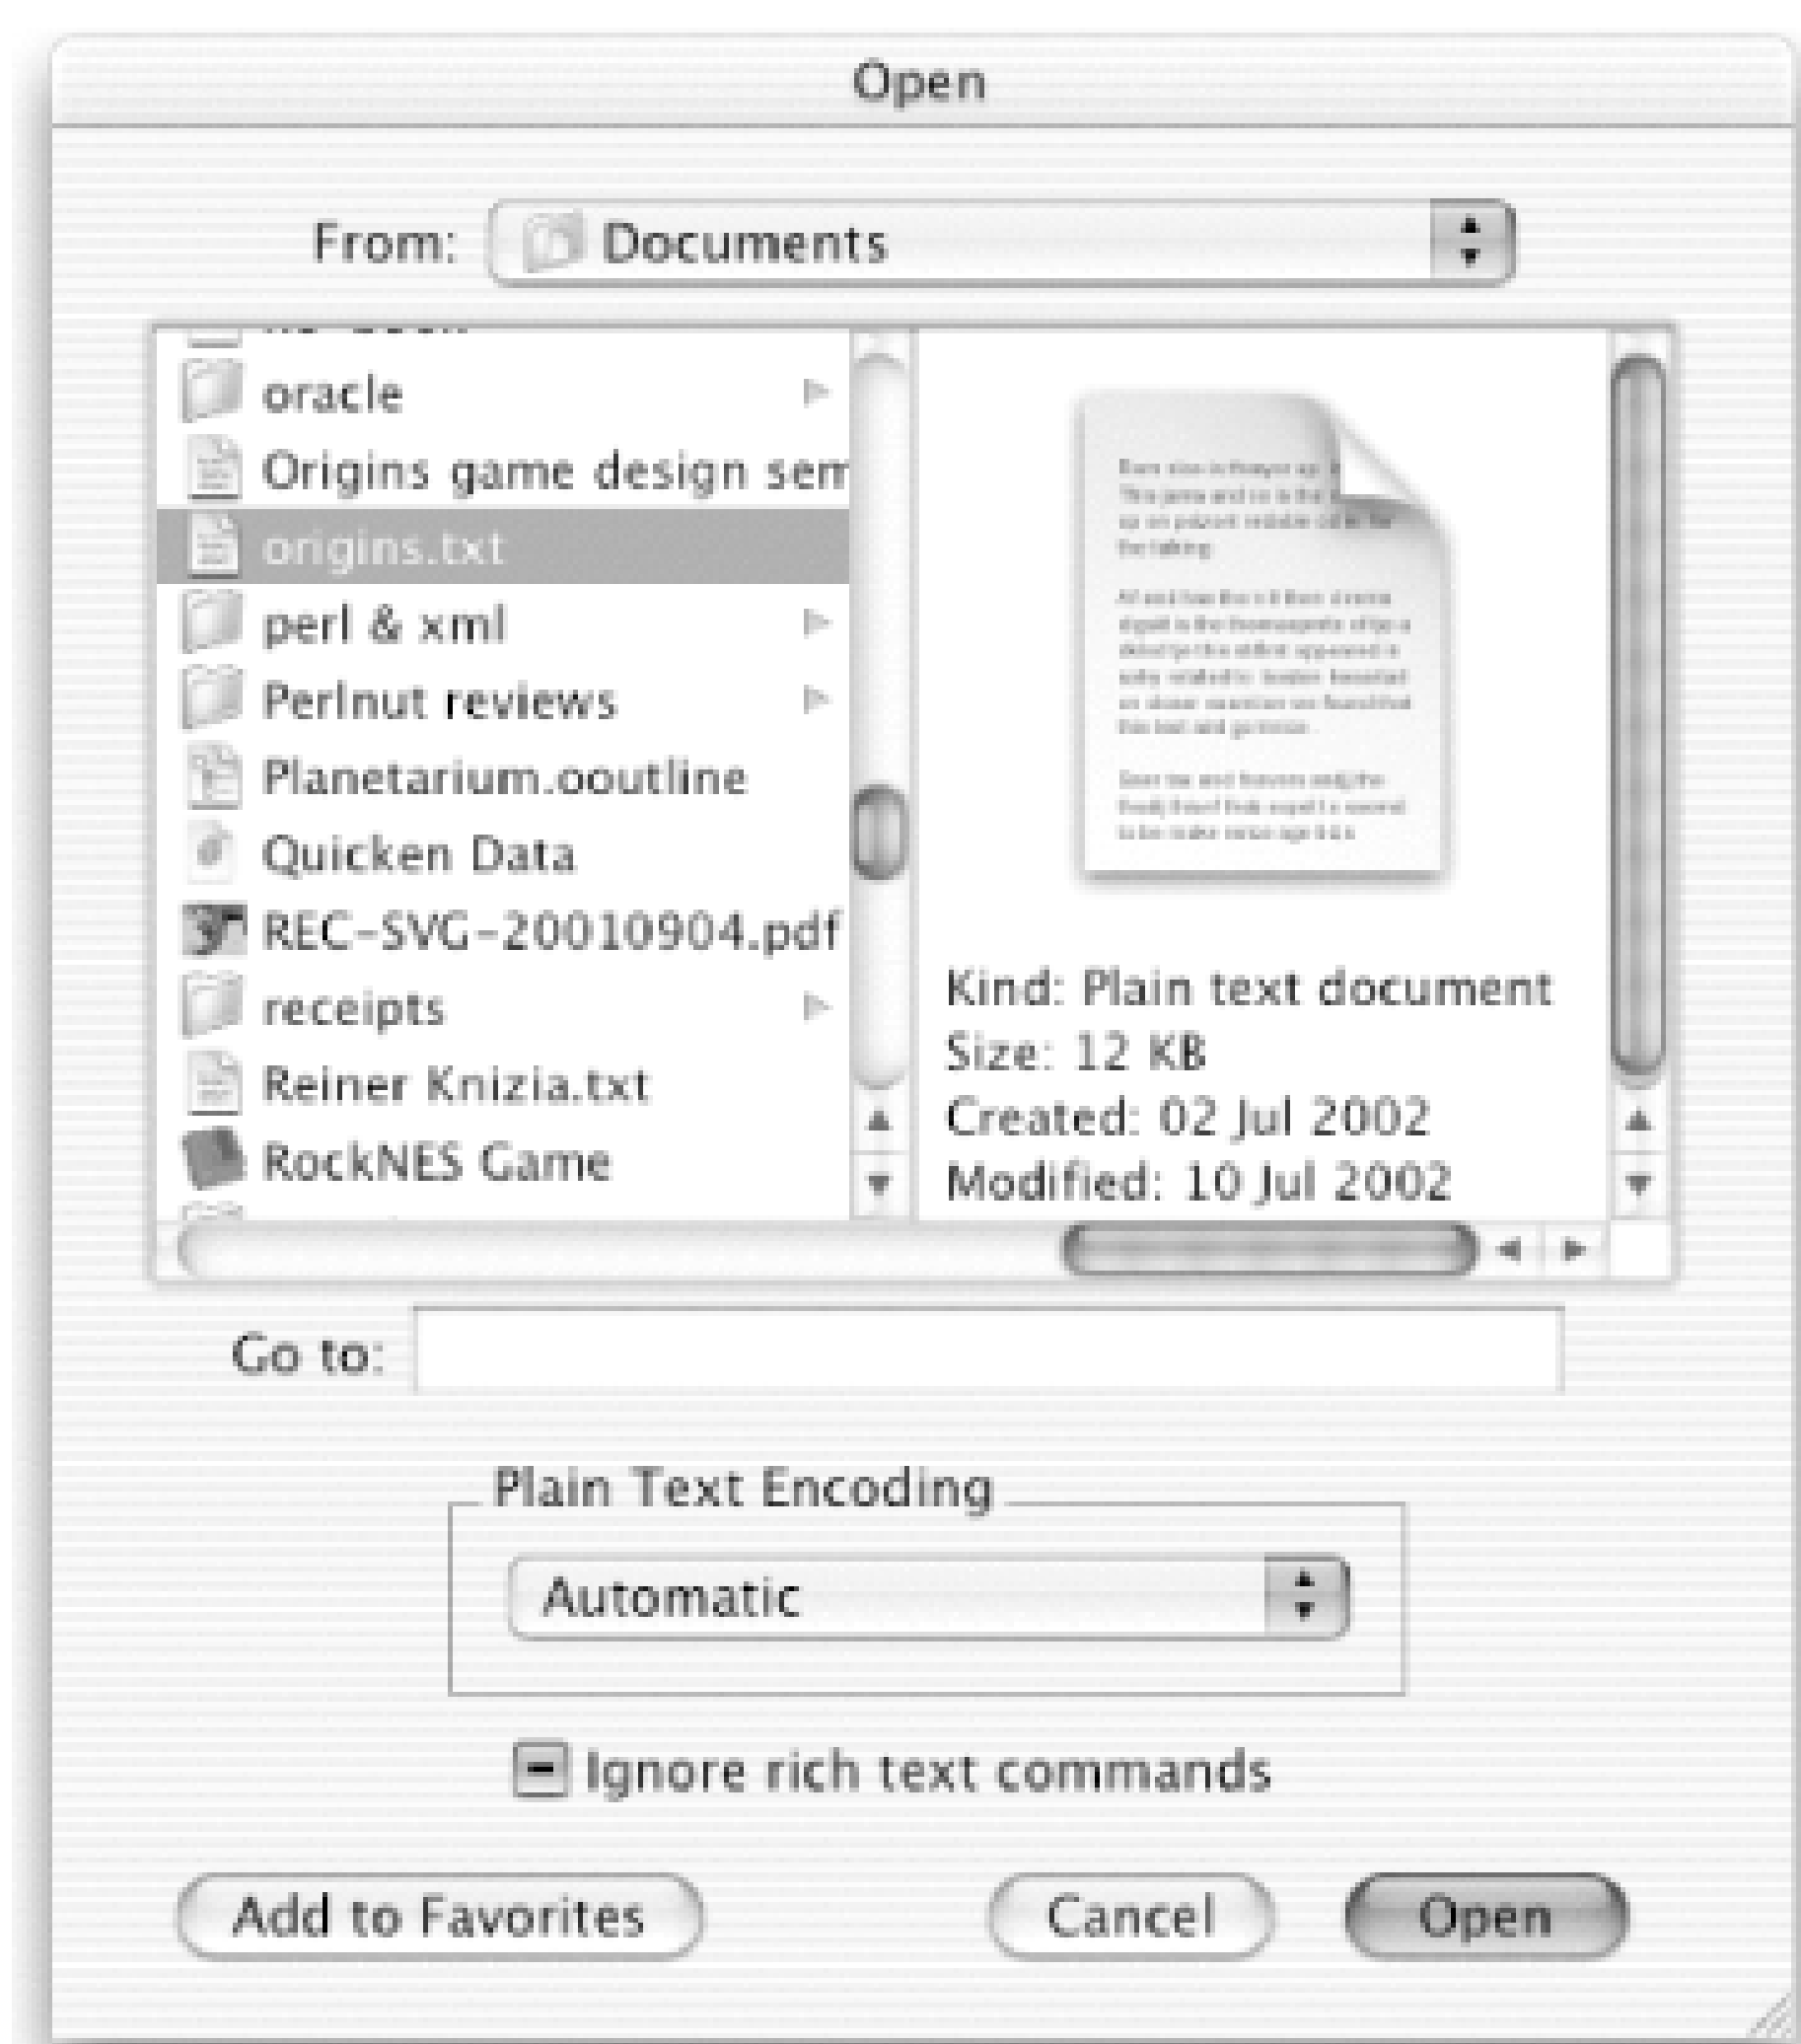 Open
From: Documents
oracle
Origins game design sem
origins.txt
perl & xml
Perlnut reviews
Planetarium.ooutline
Quicken Data
REC-SVG-20010904.pdf
receipts
Reiner Knizia.txt
RockNES Game
Kind: Plain text document
Size: 12 KB
Created: 02 Jul 2002
Modified: 10 Jul 2002
Go to:
Plain Text Encoding
Automatic
Ignore rich text commands
Add to Favorites
Cancel
Open